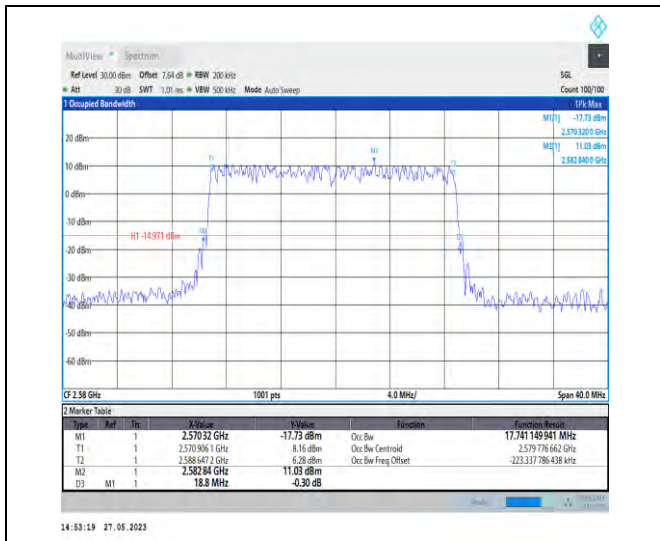 MultiView Spectrum
Ref Level 30.00 dBm Offset 7.64 dB RBW 200 kHz SGL
Att 30 dB SWT 1.01 ms VBW 500 kHz Mode Auto Sweep Count 100/100
1 Occupied Bandwidth 1Pk Max
M1[1] -17.73 dBm
2.570 3200 GHz
M2[1] 11.03 dBm
2.582 8400 GHz
20 dBm
M2
T1
10 dBm
0 dBm
-10 dBm
H1 -14.971 dBm
-20 dBm
-30 dBm
-40 dBm
-50 dBm
-60 dBm
CF 2.58 GHz 1001 pts 4.0 MHz/ Span 40.0 MHz
2 Marker Table
Type Ref Trc X-Value Y-Value Function Function Result
M1 1 2.570 32 GHz -17.73 dBm Occ Bw 17.741 149 941 MHz
T1 1 2.570 906 1 GHz 8.16 dBm Occ Bw Centroid 2.579 776 662 GHz
T2 1 2.588 647 2 GHz 6.28 dBm Occ Bw Freq Offset -223.337 786 438 kHz
M2 1 2.582 84 GHz 11.03 dBm
D3 M1 1 18.8 MHz -0.30 dB
14:53:19 27.05.2023